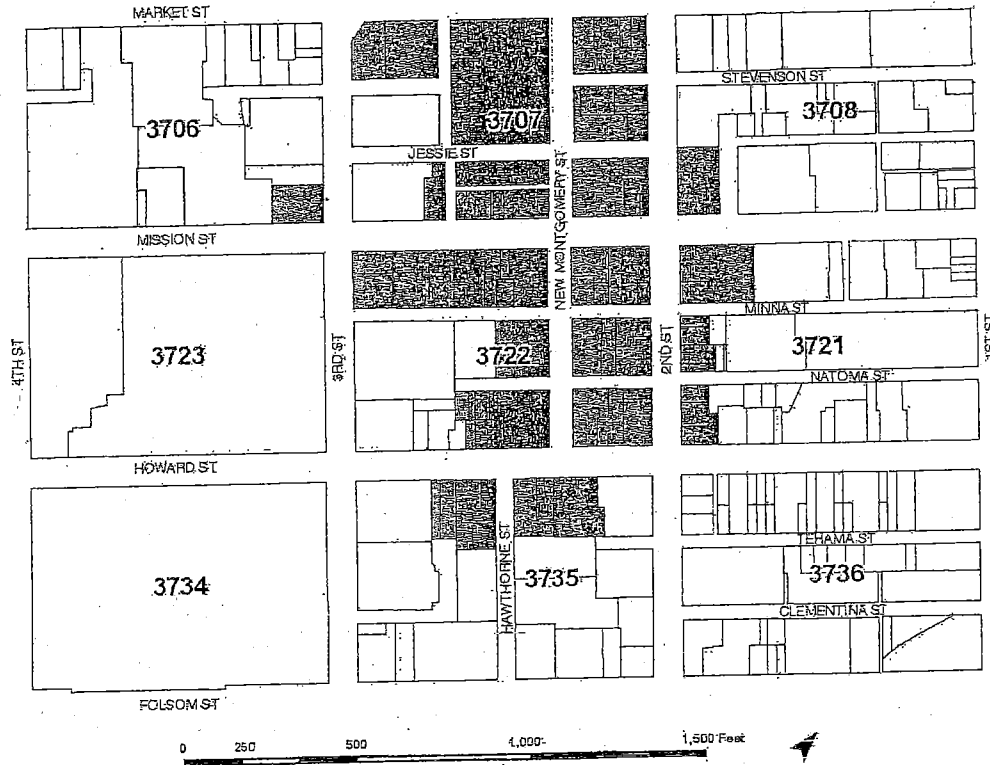 MARKET ST
STEVENSON ST
3706
3707
3708
JESSIE ST
NEW MONTGOMERY ST
MISSION ST
MINNA ST
4TH ST
3723
3RD ST
3722
2ND ST
3721
1ST ST
NATOMA ST
HOWARD ST
TEHAMA ST
3734
HAWTHORNE ST
3735
3736
CLEMENTINA ST
FOLSOM ST
0 250 500 1,000 1,500 Feet